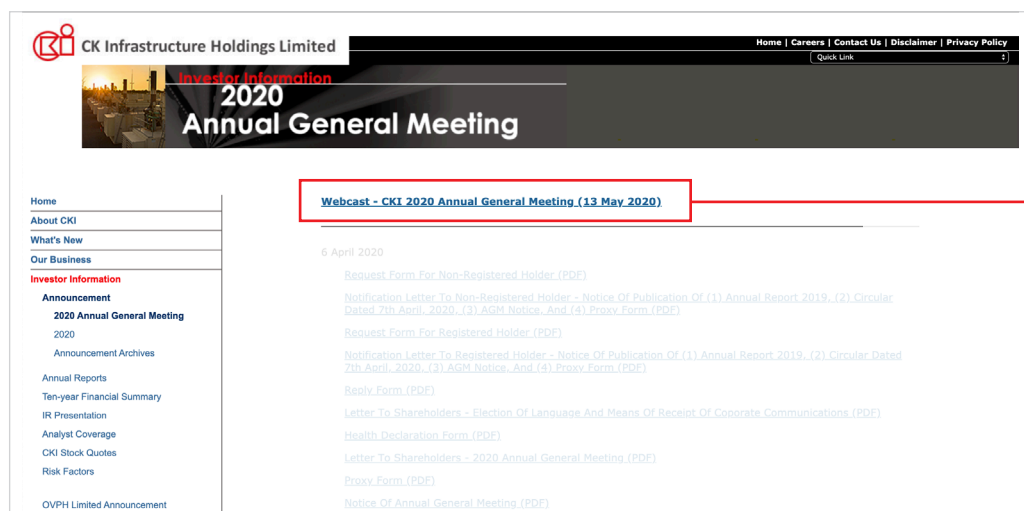 CK Infrastructure Holdings Limited
Home | Careers | Contact Us | Disclaimer | Privacy Policy
Quick Link
Investor Information
2020
Annual General Meeting
Home
About CKI
What's New
Our Business
Investor Information
Announcement
2020 Annual General Meeting
2020
Announcement Archives
Annual Reports
Ten-year Financial Summary
IR Presentation
Analyst Coverage
CKI Stock Quotes
Risk Factors
OVPH Limited Announcement
Webcast - CKI 2020 Annual General Meeting (13 May 2020)
6 April 2020
Request Form For Non-Registered Holder (PDF)
Notification Letter To Non-Registered Holder - Notice Of Publication Of (1) Annual Report 2019, (2) Circular
Dated 7th April, 2020, (3) AGM Notice, And (4) Proxy Form (PDF)
Request Form For Registered Holder (PDF)
Notification Letter To Registered Holder - Notice Of Publication Of (1) Annual Report 2019, (2) Circular Dated
7th April, 2020, (3) AGM Notice, And (4) Proxy Form (PDF)
Reply Form (PDF)
Letter To Shareholders - Election Of Language And Means Of Receipt Of Coporate Communications (PDF)
Health Declaration Form (PDF)
Letter To Shareholders - 2020 Annual General Meeting (PDF)
Proxy Form (PDF)
Notice Of Annual General Meeting (PDF)